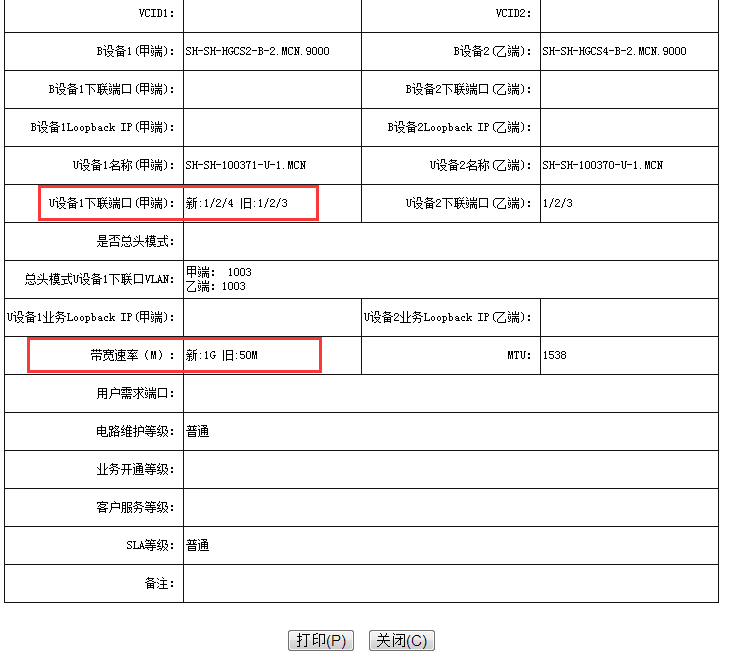 VCID1: VCID2:
B设备1(甲端): SH-SH-HGCS2-B-2.MCN.9000 B设备2(乙端): SH-SH-HGCS4-B-2.MCN.9000
B设备1下联端口(甲端): B设备2下联端口(乙端):
B设备1Loopback IP(甲端): B设备2Loopback IP(乙端):
U设备1名称(甲端): SH-SH-100371-U-1.MCN U设备2名称(乙端): SH-SH-100370-U-1.MCN
U设备1下联端口(甲端): 新:1/2/4 旧:1/2/3 U设备2下联端口(乙端): 1/2/3
是否总头模式:
总头模式U设备1下联口VLAN: 甲端: 1003
乙端:1003
U设备1业务Loopback IP(甲端): U设备2业务Loopback IP(乙端):
带宽速率(M): 新:1G 旧:50M MTU: 1538
用户需求端口:
电路维护等级: 普通
业务开通等级:
客户服务等级:
SLA等级: 普通
备注:
打印(P) 关闭(C)